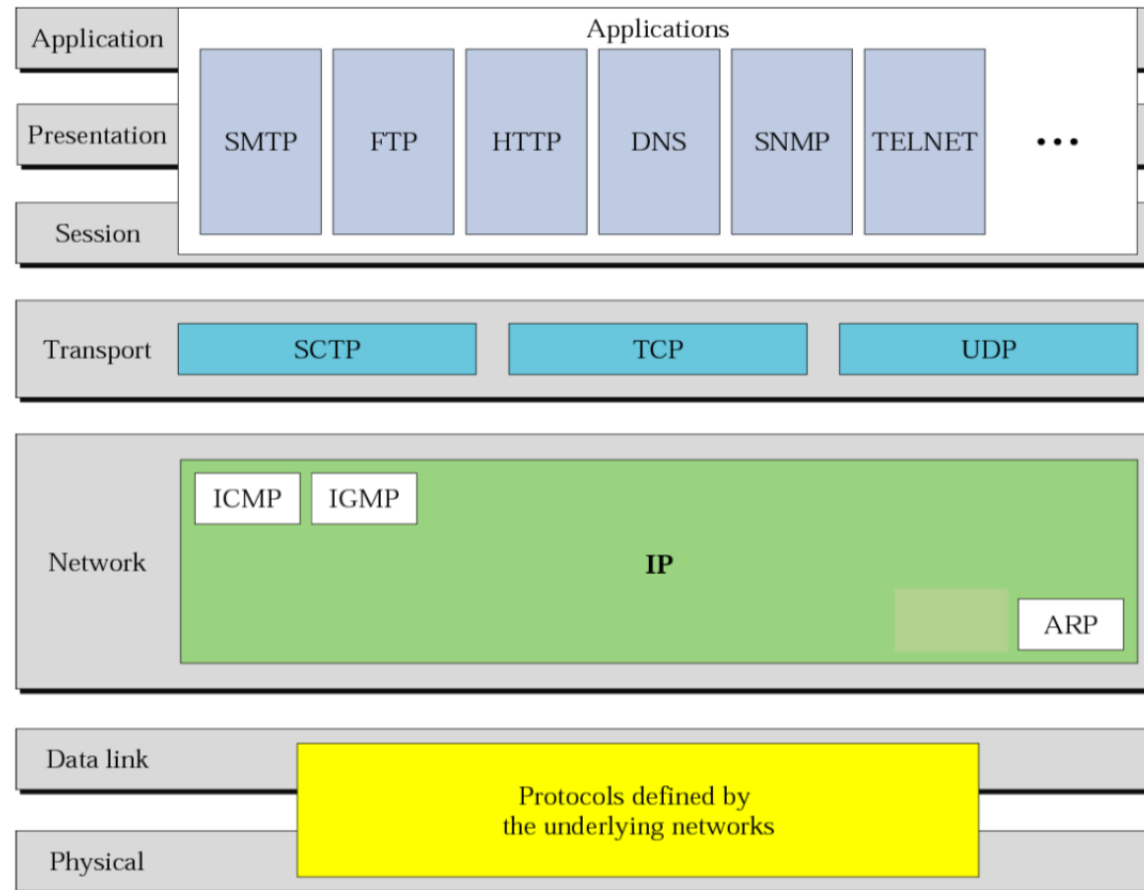 Application
Applications
Presentation
SMTP
FTP
HTTP
DNS
SNMP
TELNET
...
Session
Transport
SCTP
TCP
UDP
ICMP
IGMP
Network
IP
ARP
Data link
Protocols defined by
the underlying networks
Physical